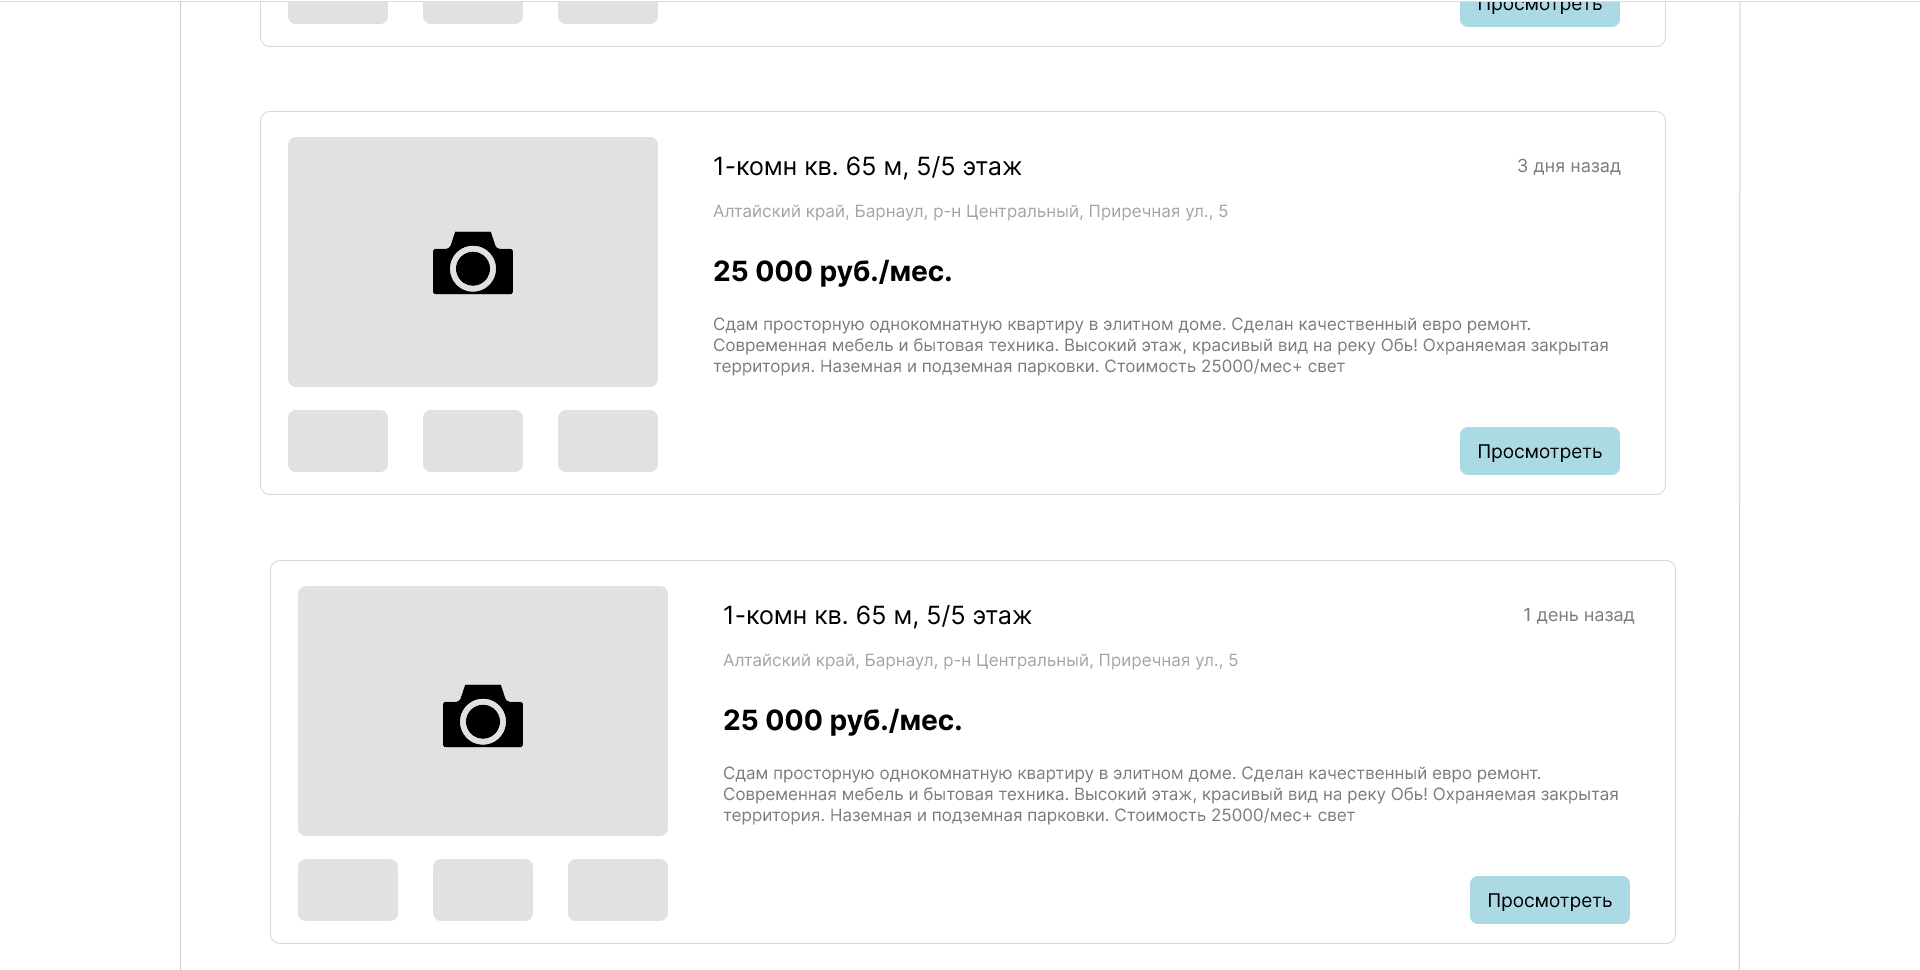 Просмотреть
1-комн кв. 65 м, 5/5 этаж
3 дня назад
Алтайский край, Барнаул, р-н Центральный, Приречная ул., 5
25 000 руб./мес.
Сдам просторную однокомнатную квартиру в элитном доме. Сделан качественный евро ремонт.
Современная мебель и бытовая техника. Высокий этаж, красивый вид на реку Обь! Охраняемая закрытая
территория. Наземная и подземная парковки. Стоимость 25000/мес+ свет
Просмотреть
1-комн кв. 65 м, 5/5 этаж
1 день назад
Алтайский край, Барнаул, р-н Центральный, Приречная ул., 5
25 000 руб./мес.
Сдам просторную однокомнатную квартиру в элитном доме. Сделан качественный евро ремонт.
Современная мебель и бытовая техника. Высокий этаж, красивый вид на реку Обь! Охраняемая закрытая
территория. Наземная и подземная парковки. Стоимость 25000/мес+ свет
Просмотреть